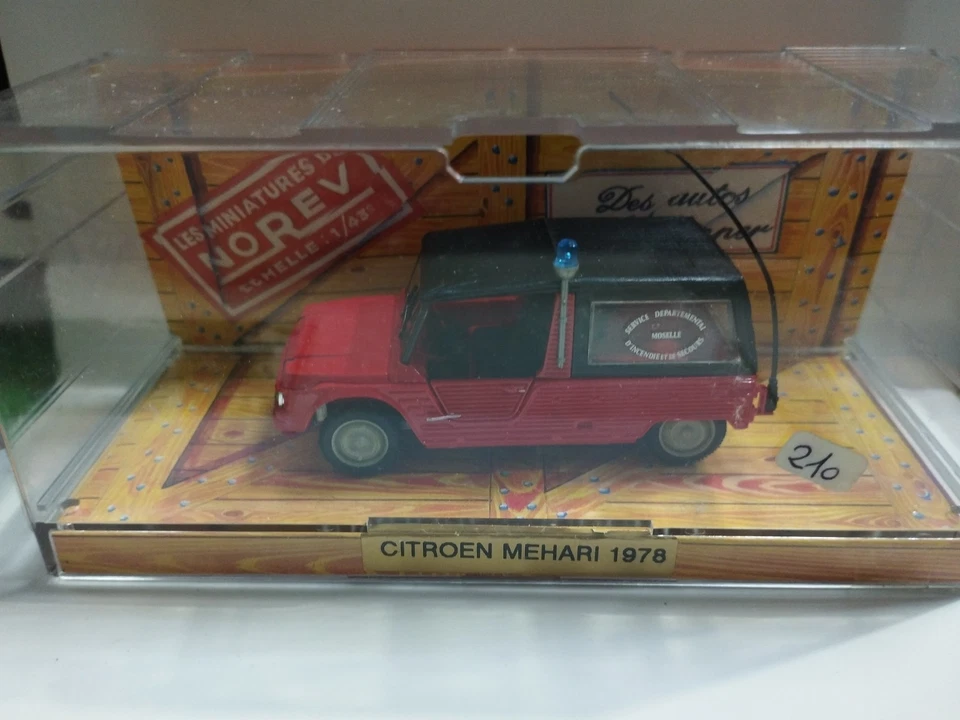 LES MINIATURES DE
NOREV
ECHELLE: 1/43e
Des autos
SERVICE DEPARTEMENTAL
57
MOSELLE
D'INCENDIE ET DE SECOURS
210
CITROEN MEHARI 1978